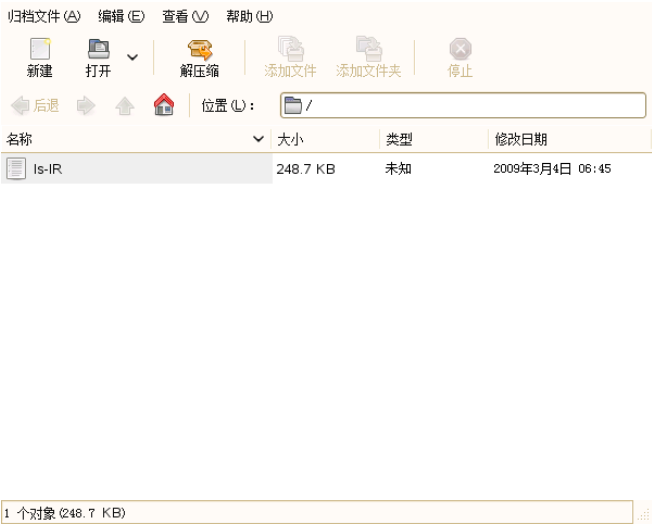 归档文件(A) 编辑(E) 查看(V) 帮助(H)
新建 打开 解压缩 添加文件 添加文件夹 停止
后退 位置(L)： /
名称 大小 类型 修改日期
ls-lR 248.7 KB 未知 2009年3月4日 06:45
1 个对象(248.7 KB)